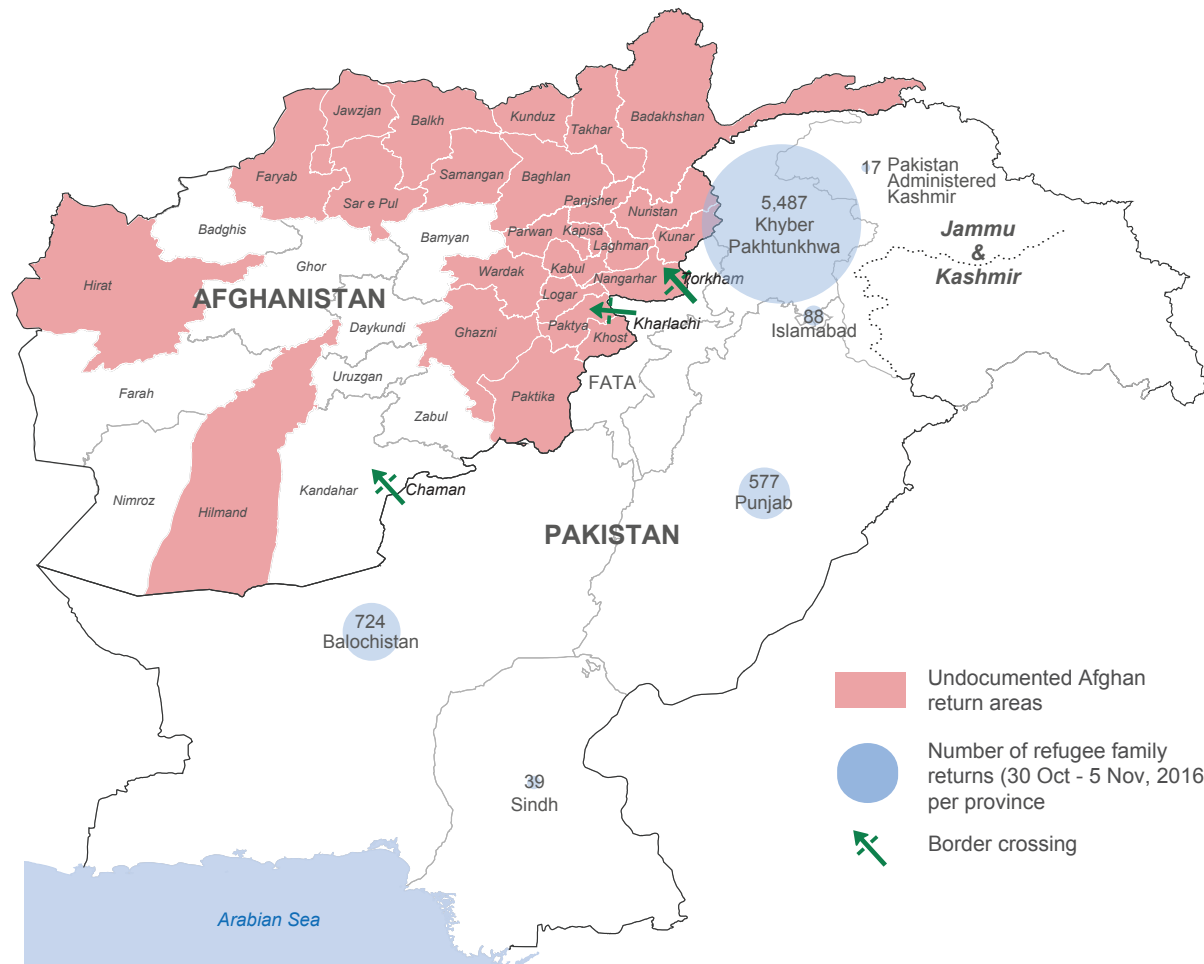 Jawzjan
Balkh
Kunduz
Takhar
Badakhshan
Faryab
Samangan
Baghlan
Sar e Pul
Panjsher
Nuristan
Badghis
Bamyan
Parwan
Kapisa
Laghman
Kunar
Ghor
Wardak
Kabul
Nangarhar
Torkham
Hirat
AFGHANISTAN
Logar
Daykundi
Ghazni
Paktya
Khost
Kharlachi
Uruzgan
Farah
Paktika
FATA
Zabul
Nimroz
Hilmand
Kandahar
Chaman
5,487
Khyber
Pakhtunkhwa
17 Pakistan
Administered
Kashmir
Jammu
&
Kashmir
88
Islamabad
577
Punjab
PAKISTAN
724
Balochistan
39
Sindh
Arabian Sea
Undocumented Afghan
return areas
Number of refugee family
returns (30 Oct - 5 Nov, 2016
per province
Border crossing